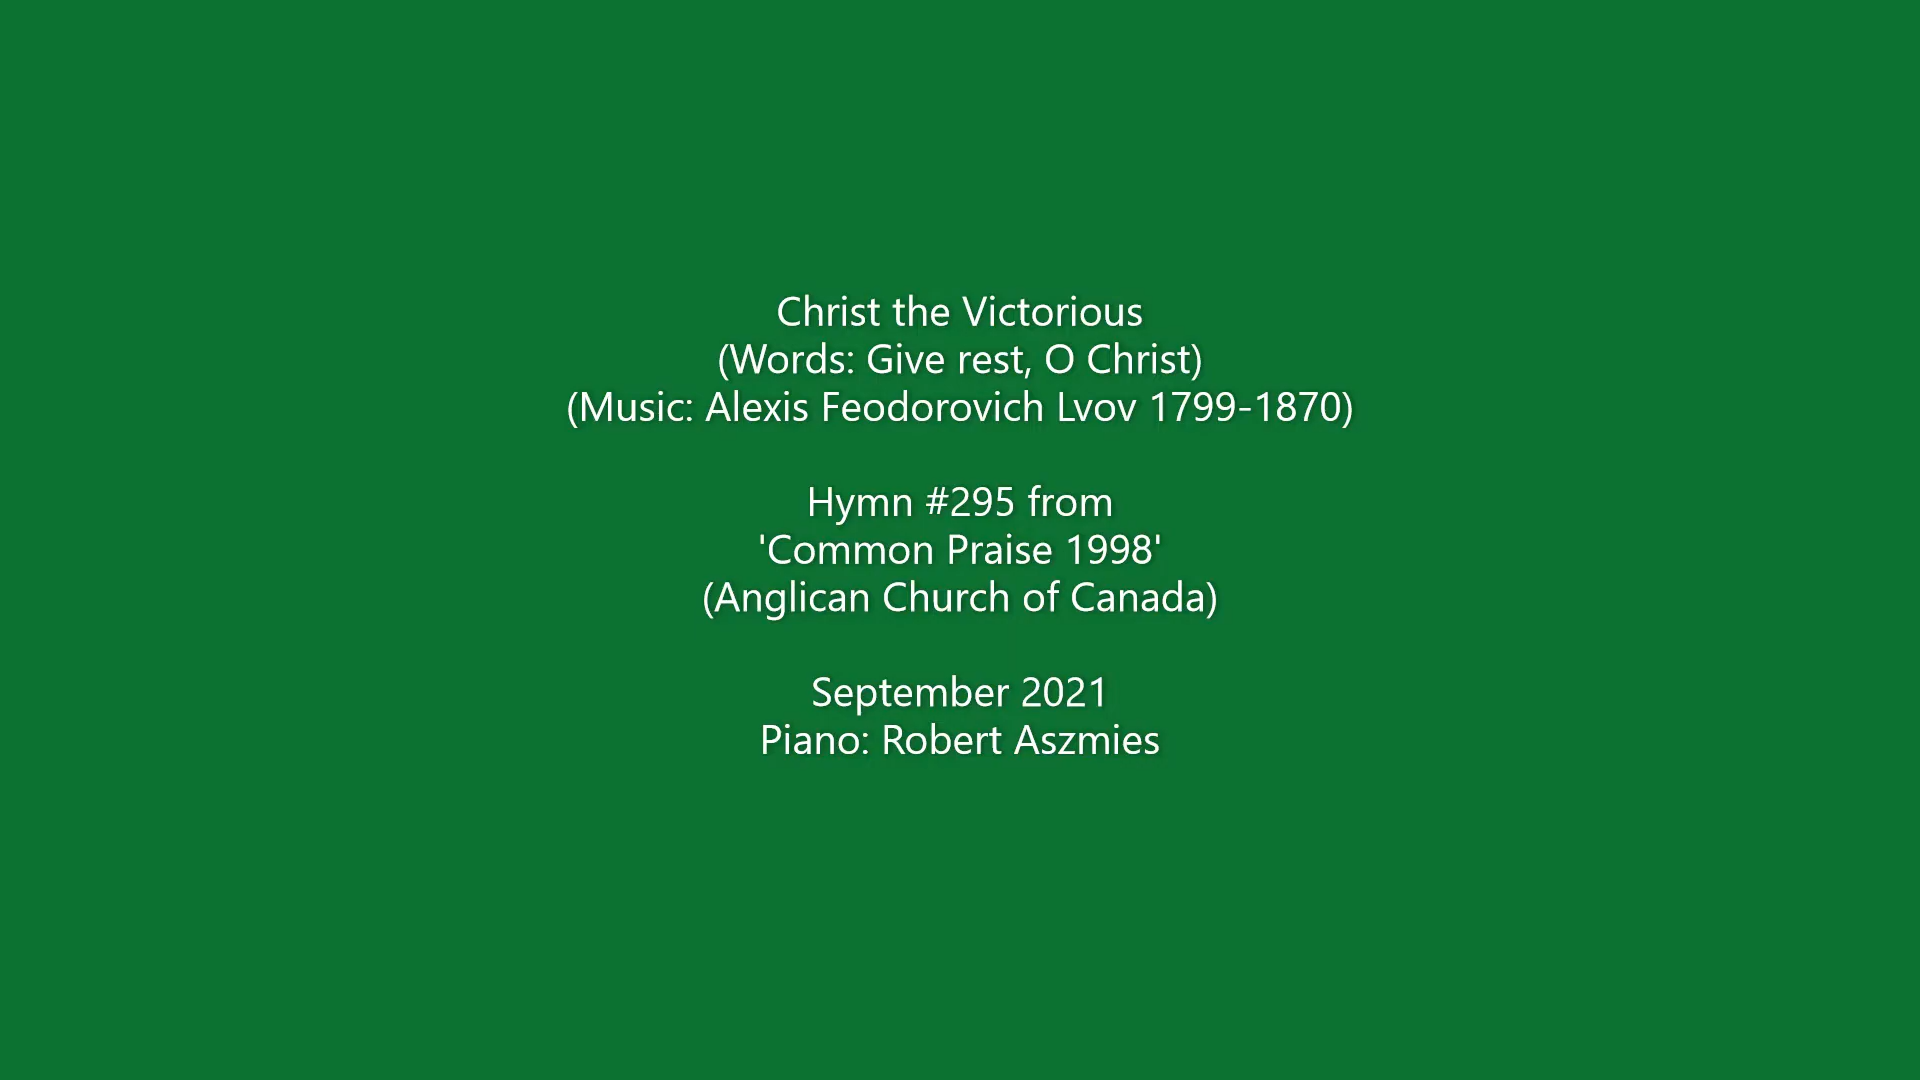 Christ the Victorious
(Words: Give rest, O Christ)
(Music: Alexis Feodorovich Lvov 1799-1870)
Hymn #295 from
'Common Praise 1998'
(Anglican Church of Canada)
September 2021
Piano: Robert Aszmies